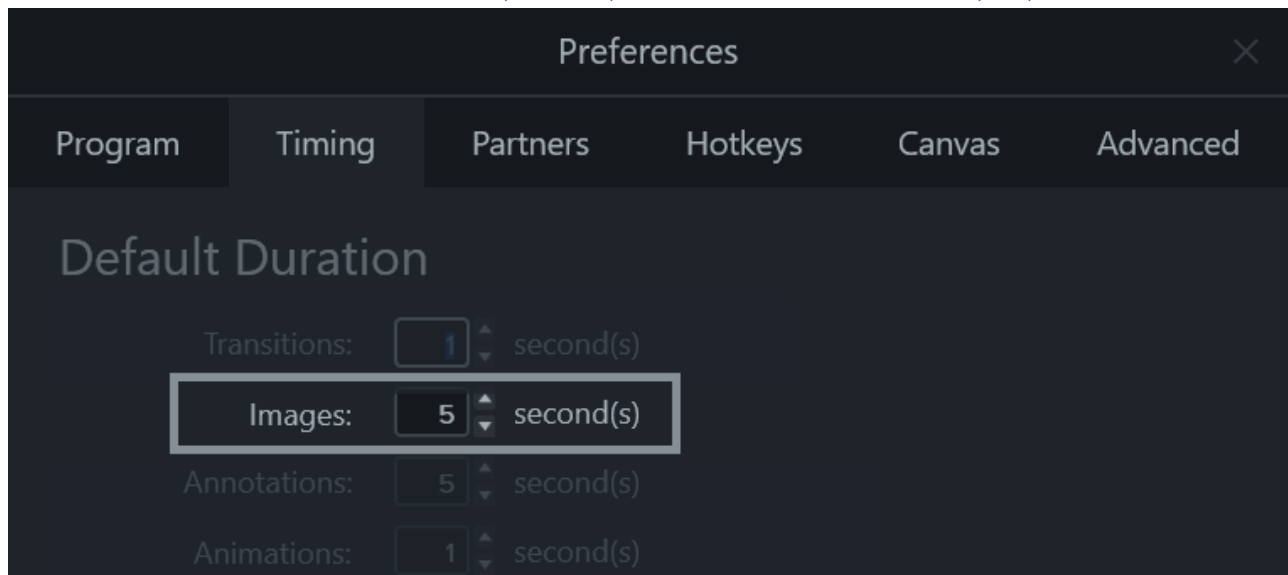 Preferences
Program Timing Partners Hotkeys Canvas Advanced
Default Duration
Transitions: 1 second(s)
Images: 5 second(s)
Annotations: 5 second(s)
Animations: 1 second(s)